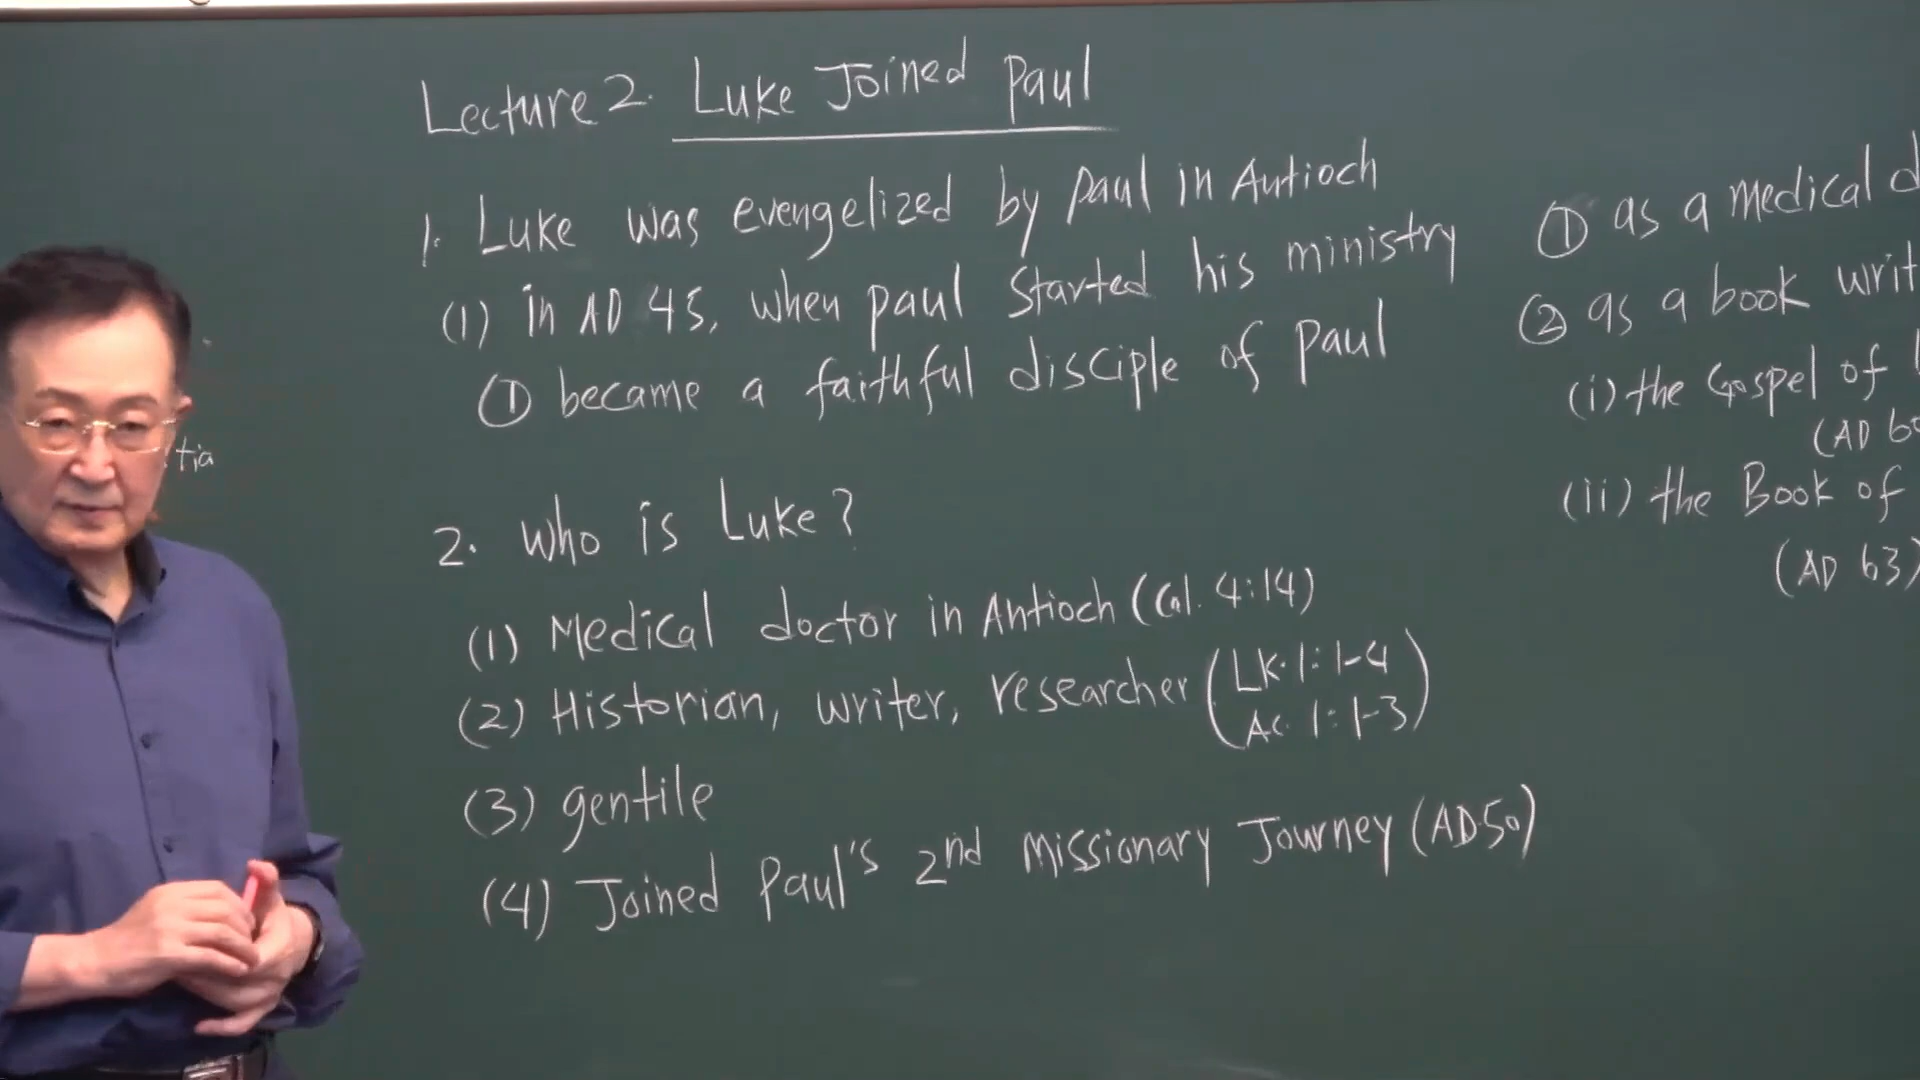 Lecture 2. Luke Joined Paul
1. Luke was evengelized by Paul in Antioch
(1) in AD 45, when Paul started his ministry
① became a faithful disciple of Paul
2. Who is Luke?
(1) Medical doctor in Antioch (Col. 4:14)
(2) Historian, writer, researcher (Lk. 1:1-4
Ac. 1:1-3)
(3) gentile
(4) Joined Paul's 2nd Missionary Journey (AD.50)
tia
① as a medical
② as a book
(i) the Gospel of
(AD
(ii) the Book of
(AD 63)